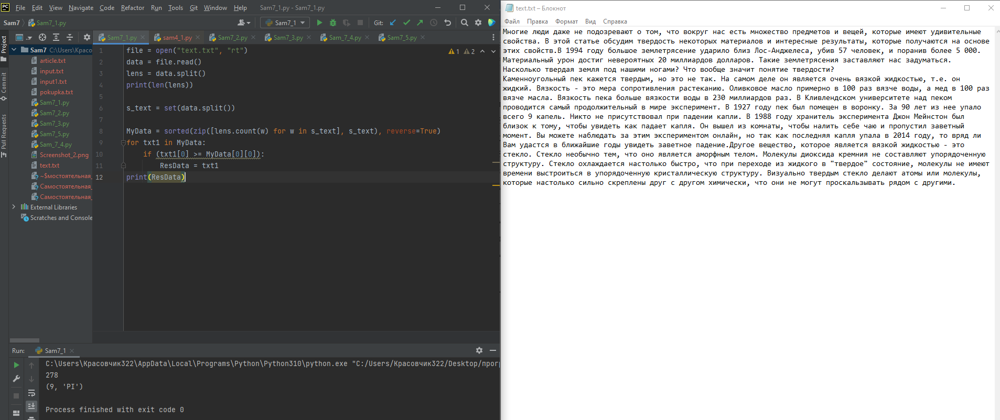 File Edit View Navigate Code Refactor Run Tools Git Window Help Sam7_1.py - Sam7_1.py
Sam7 Sam7_1.py Sam7_1 Git:
Project
Commit
Pull Requests
Sam7_1.py sam4_1.py Sam7_2.py Sam7_3.py Sam_7_4.py Sam7_5.py
Sam7 C:\Users\Красо
article.txt
input.txt
input1.txt
pokupka.txt
Sam7_1.py
Sam7_2.py
Sam7_3.py
Sam7_5.py
Sam_7_4.py
Screenshot_2.png
text.txt
~$мостоятельная_
Самостоятельная_
Самостоятельная_
External Libraries
Scratches and Console
1 file = open("text.txt", "rt")
2 data = file.read()
3 lens = data.split()
4 print(len(lens))
5
6 s_text = set(data.split())
7
8 MyData = sorted(zip([lens.count(w) for w in s_text], s_text), reverse=True)
9 for txt1 in MyData:
10 if (txt1[0] >= MyData[0][0]):
11 ResData = txt1
12 print(ResData)
1 2
Run: Sam7_1
C:\Users\Красовчик322\AppData\Local\Programs\Python\Python310\python.exe "C:/Users/Красовчик322/Desktop/прогр
278
(9, 'РІ')
Process finished with exit code 0
text.txt – Блокнот
Файл Правка Формат Вид Справка
Многие люди даже не подозревают о том, что вокруг нас есть множество предметов и вещей, которые имеют удивительные
свойства. В этой статье обсудим твердость некоторых материалов и интересные результаты, которые получаются на основе
этих свойств.В 1994 году большое землетрясение ударило близ Лос-Анджелеса, убив 57 человек, и поранив более 5 000.
Материальный урон достиг невероятных 20 миллиардов долларов. Такие землетрясения заставляют нас задуматься.
Насколько твердая земля под нашими ногами? Что вообще значит понятие твердости?
Каменноугольный пек кажется твердым, но это не так. На самом деле он является очень вязкой жидкостью, т.е. он
жидкий. Вязкость - это мера сопротивления растеканию. Оливковое масло примерно в 100 раз вязче воды, а мед в 100 раз
вязче масла. Вязкость пека больше вязкости воды в 230 миллиардов раз. В Кливлендском университете над пеком
проводится самый продолжительный в мире эксперимент. В 1927 году пек был помещен в воронку. За 90 лет из нее упало
всего 9 капель. Никто не присутствовал при падении капли. В 1988 году хранитель эксперимента Джон Мейнстон был
близок к тому, чтобы увидеть как падает капля. Он вышел из комнаты, чтобы налить себе чаю и пропустил заветный
момент. Вы можете наблюдать за этим экспериментом онлайн, но так как последняя капля упала в 2014 году, то вряд ли
Вам удастся в ближайшие годы увидеть заветное падение.Другое вещество, которое является вязкой жидкостью - это
стекло. Стекло необычно тем, что оно является аморфным телом. Молекулы диоксида кремния не составляют упорядоченную
структуру. Стекло охлаждается настолько быстро, что при переходе из жидкого в "твердое" состояние, молекулы не имеют
времени выстроиться в упорядоченную кристаллическую структуру. Визуально твердым стекло делают атомы или молекулы,
которые настолько сильно скреплены друг с другом химически, что они не могут проскальзывать рядом с другими.